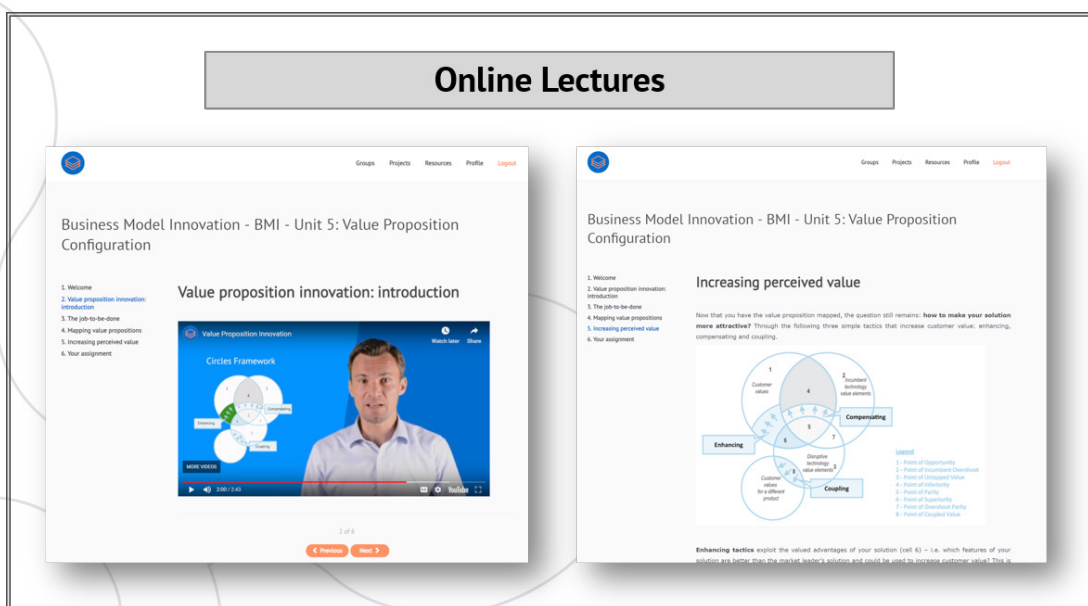 Online Lectures
Groups Projects Resources Profile Logout
Business Model Innovation - BMI - Unit 5: Value Proposition
Configuration
1. Welcome
2. Value proposition innovation:
introduction
3. The job-to-be-done
4. Mapping value propositions
5. Increasing perceived value
6. Your assignment
Value proposition innovation: introduction
Value Proposition Innovation
Watch later Share
Circles Framework
Compensating
Enhancing
Coupling
MORE VIDEOS
2:00 / 2:43
YouTube
2 of 6
Previous Next
Groups Projects Resources Profile Logout
Business Model Innovation - BMI - Unit 5: Value Proposition
Configuration
1. Welcome
2. Value proposition innovation:
introduction
3. The job-to-be-done
4. Mapping value propositions
5. Increasing perceived value
6. Your assignment
Increasing perceived value
Now that you have the value proposition mapped, the question still remains: how to make your solution
more attractive? Through the following three simple tactics that increase customer value: enhancing,
compensating and coupling.
1
Customer
values
4
2
Incumbent
technology
value elements
Compensating
5
Enhancing
6
7
Disruptive
technology
value elements
3
8
Customer
values
for a different
product
Coupling
Legend
1 - Point of Opportunity
2 - Point of Incumbent Overshoot
3 - Point of Untapped Value
4 - Point of Inferiority
5 - Point of Parity
6 - Point of Superiority
7 - Point of Overshoot Parity
8 - Point of Coupled Value
Enhancing tactics exploit the valued advantages of your solution (cell 6) – i.e. which features of your
solution are better than the market leader's solution and could be used to increase customer value? This is